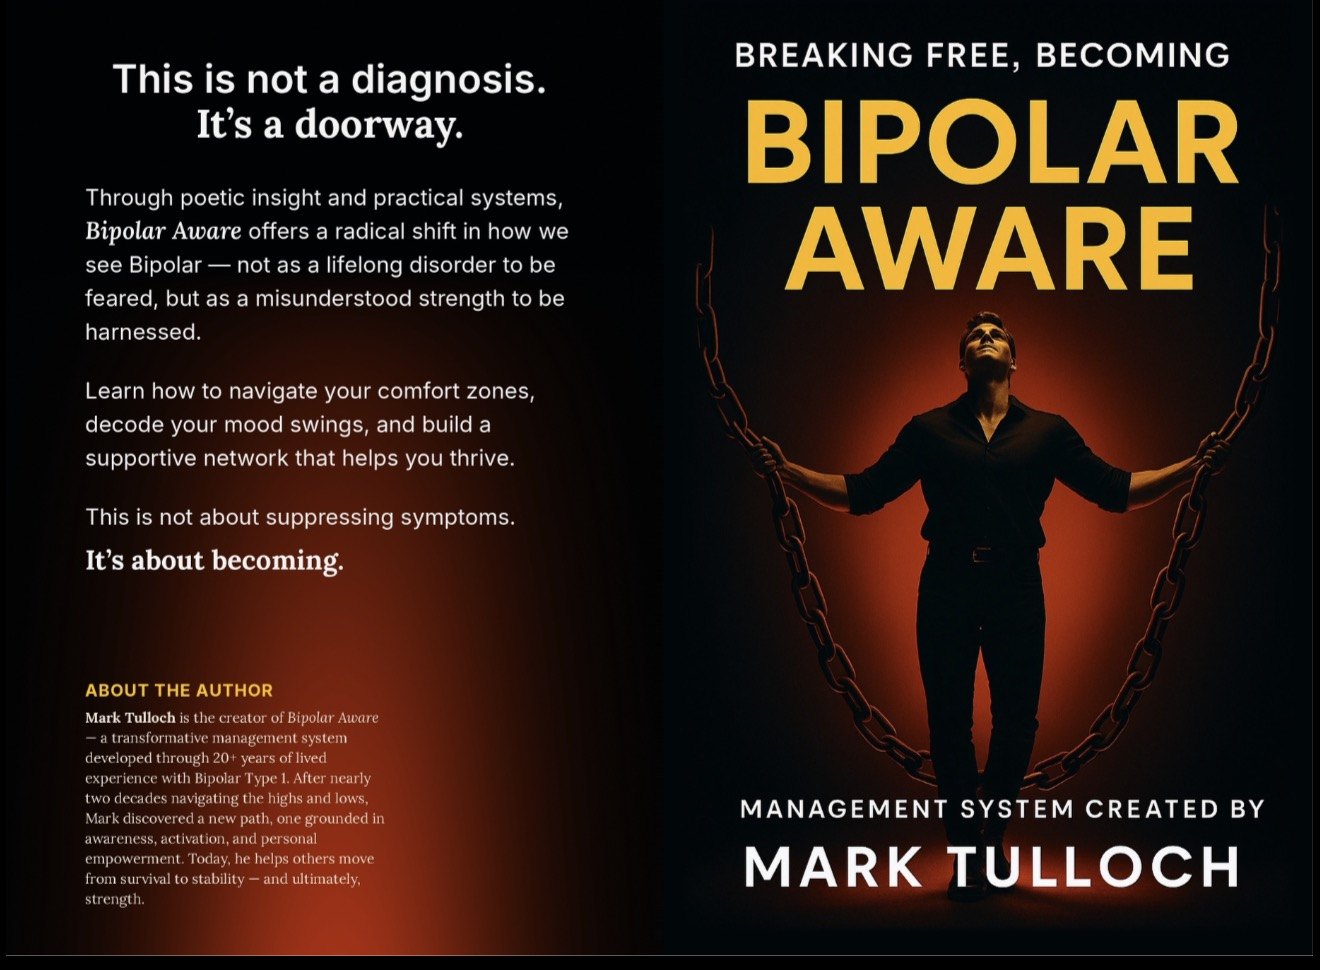 This is not a diagnosis.
It’s a doorway.
Through poetic insight and practical systems,
Bipolar Aware offers a radical shift in how we
see Bipolar — not as a lifelong disorder to be
feared, but as a misunderstood strength to be
harnessed.
Learn how to navigate your comfort zones,
decode your mood swings, and build a
supportive network that helps you thrive.
This is not about suppressing symptoms.
It’s about becoming.
ABOUT THE AUTHOR
Mark Tulloch is the creator of Bipolar Aware
— a transformative management system
developed through 20+ years of lived
experience with Bipolar Type 1. After nearly
two decades navigating the highs and lows,
Mark discovered a new path, one grounded in
awareness, activation, and personal
empowerment. Today, he helps others move
from survival to stability — and ultimately,
strength.
BREAKING FREE, BECOMING
BIPOLAR
AWARE
MANAGEMENT SYSTEM CREATED BY
MARK TULLOCH